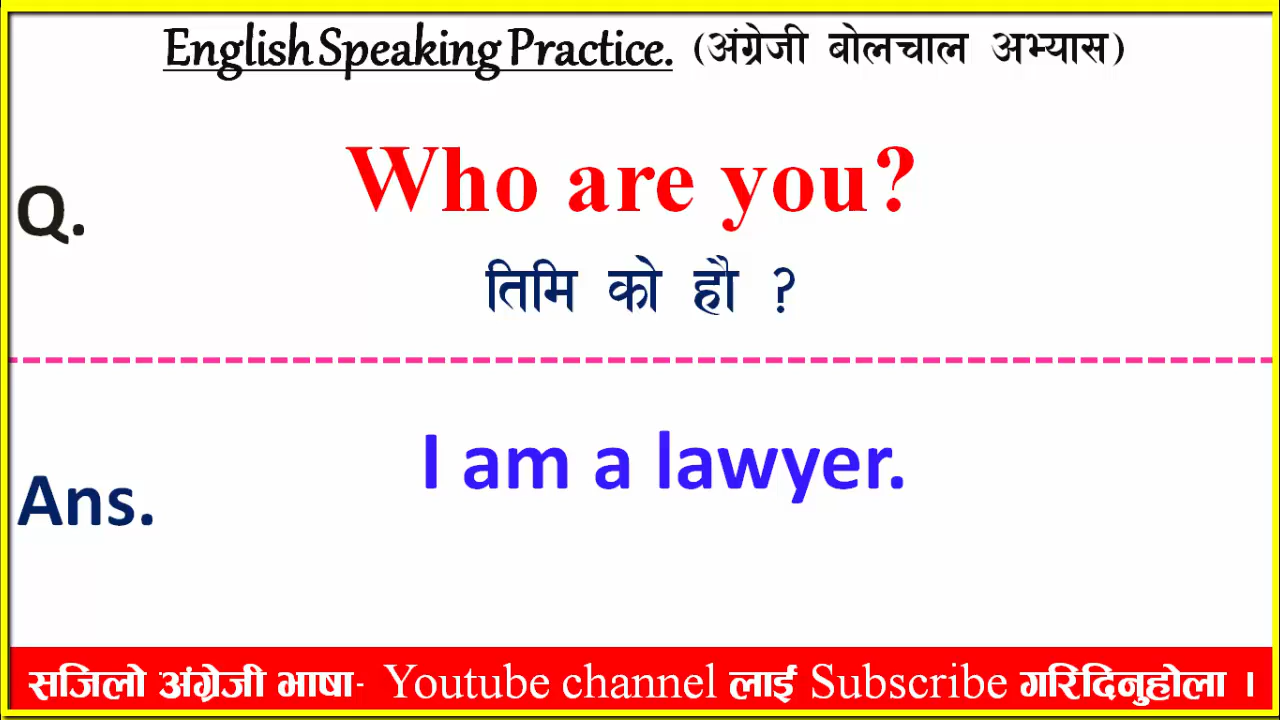 English Speaking Practice. (अंग्रेजी बोलचाल अभ्यास)
Who are you?
Q.
तिमि को हौ ?
I am a lawyer.
Ans.
सजिलो अंग्रेजी भाषा- Youtube channel लाई Subscribe गरिदिनुहोला ।